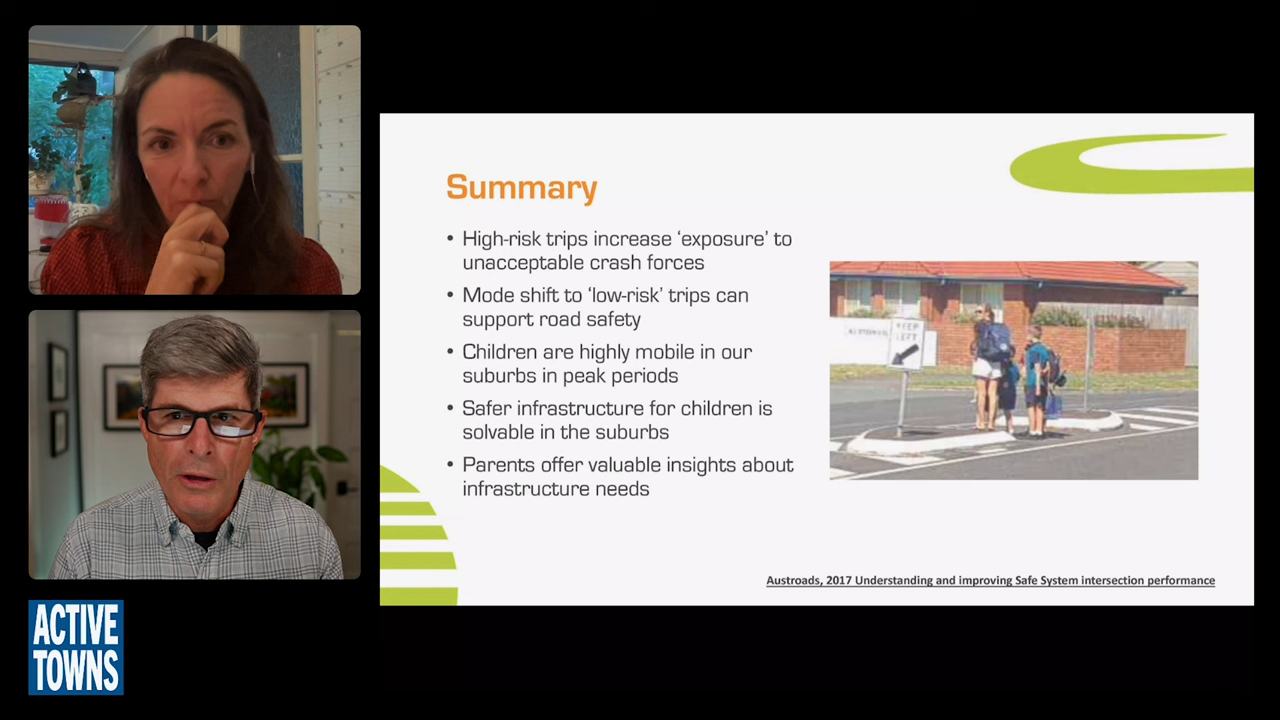 Summary
• High-risk trips increase ‘exposure’ to
unacceptable crash forces
• Mode shift to ‘low-risk’ trips can
support road safety
• Children are highly mobile in our
suburbs in peak periods
• Safer infrastructure for children is
solvable in the suburbs
• Parents offer valuable insights about
infrastructure needs
KEEP
LEFT
Austroads, 2017 Understanding and improving Safe System intersection performance
ACTIVE
TOWNS